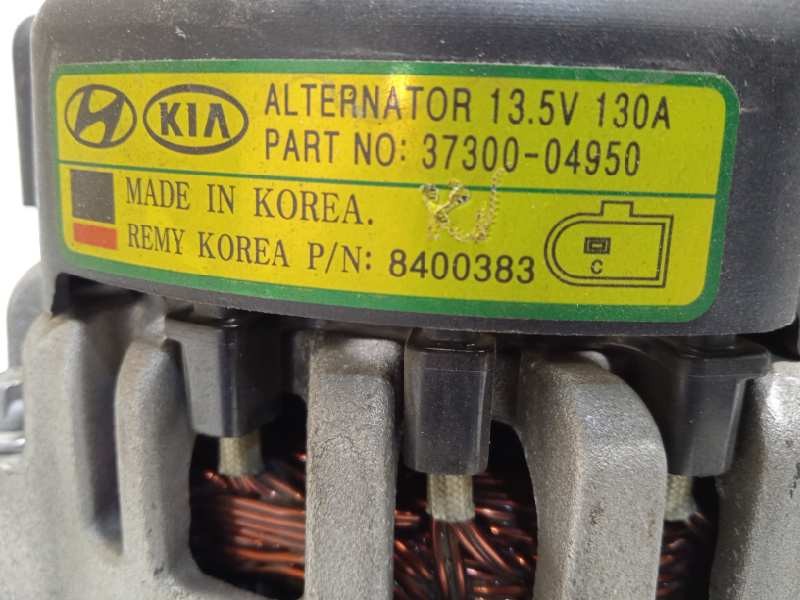 KIA ALTERNATOR 13.5V 130A
PART NO: 37300-04950
MADE IN KOREA.
REMY KOREA P/N: 8400383
C